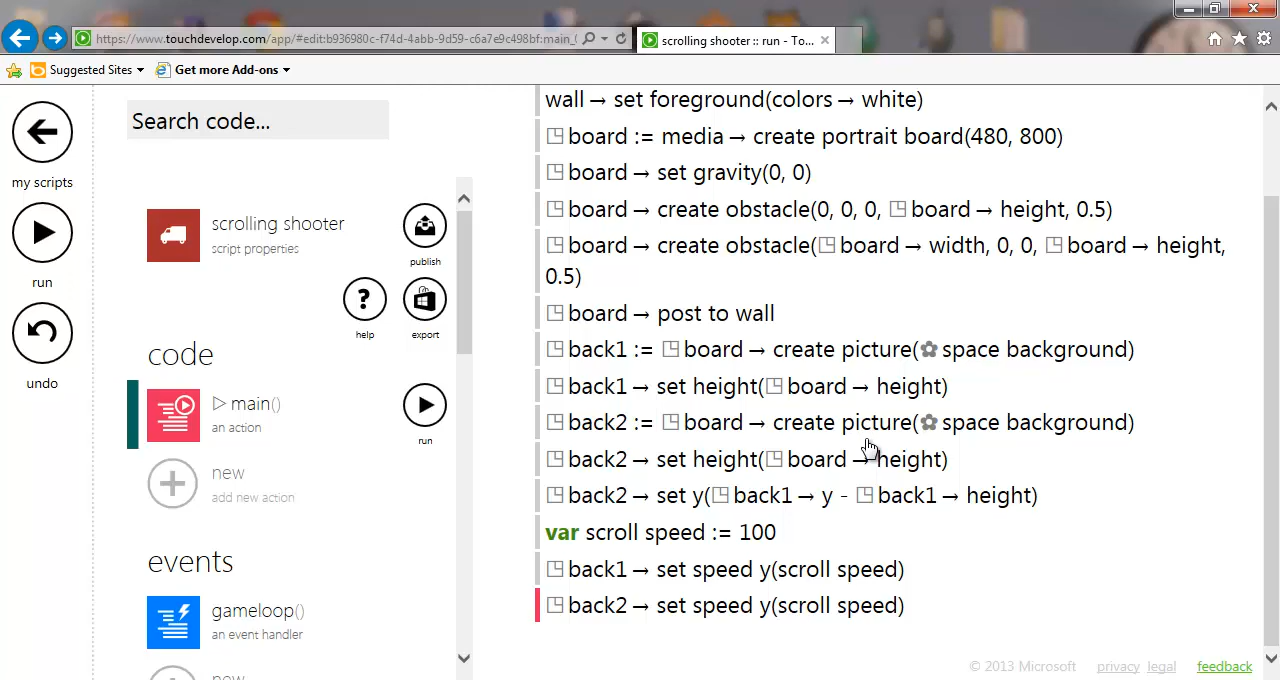 https://www.touchdevelop.com/app/#edit:b936980c-f74d-4abb-9d59-c6a7e9c498bf:main_(
scrolling shooter :: run - To...
Suggested Sites
Get more Add-ons
my scripts
run
undo
Search code...
scrolling shooter
script properties
publish
help
export
code
▷ main()
an action
run
new
add new action
events
gameloop()
an event handler
new
wall → set foreground(colors → white)
board := media → create portrait board(480, 800)
board → set gravity(0, 0)
board → create obstacle(0, 0, 0, board → height, 0.5)
board → create obstacle(board → width, 0, 0, board → height,
0.5)
board → post to wall
back1 := board → create picture(space background)
back1 → set height(board → height)
back2 := board → create picture(space background)
back2 → set height(board → height)
back2 → set y(back1 → y - back1 → height)
var scroll speed := 100
back1 → set speed y(scroll speed)
back2 → set speed y(scroll speed)
© 2013 Microsoft privacy legal feedback